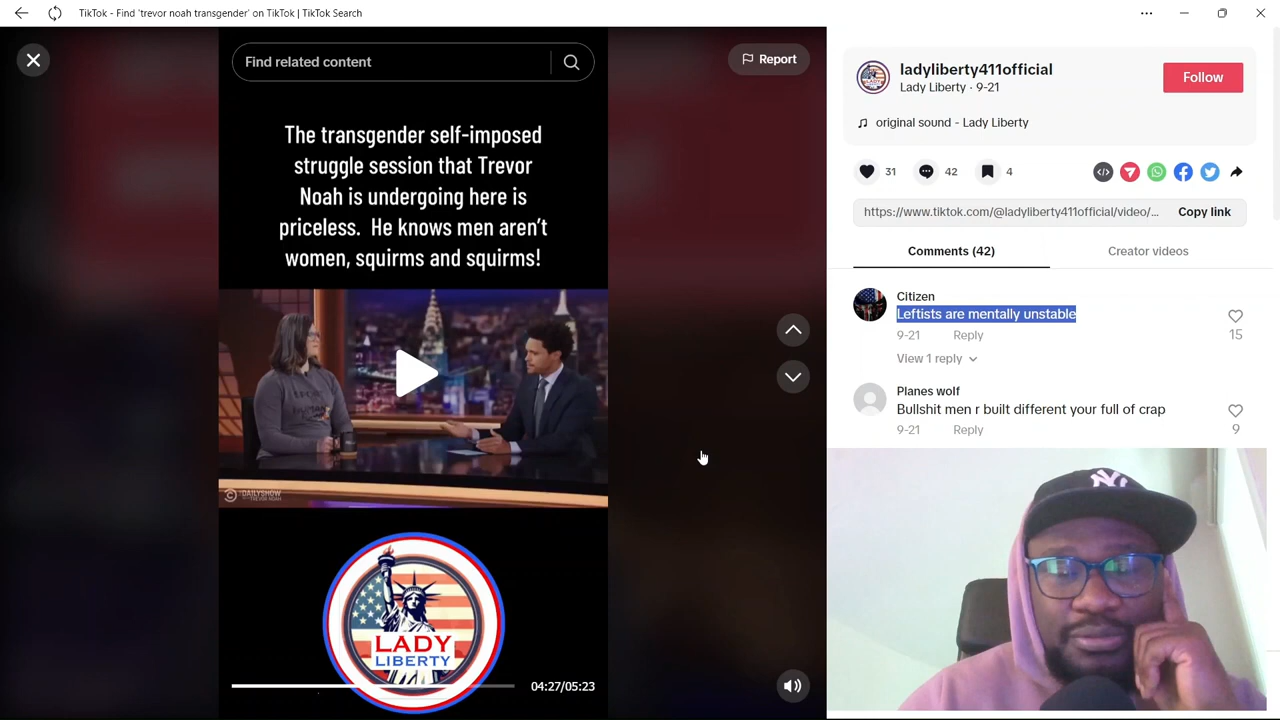 TikTok - Find 'trevor noah transgender' on TikTok | TikTok Search
Find related content
Report
The transgender self-imposed
struggle session that Trevor
Noah is undergoing here is
priceless. He knows men aren't
women, squirms and squirms!
THE DAILY SHOW
LADY
LIBERTY
04:27/05:23
ladyliberty411official
Lady Liberty · 9-21
Follow
original sound - Lady Liberty
31
42
4
https://www.tiktok.com/@ladyliberty411official/video/...
Copy link
Comments (42)
Creator videos
Citizen
Leftists are mentally unstable
15
9-21
Reply
View 1 reply
Planes wolf
Bullshit men r built different your full of crap
9
9-21
Reply
NY